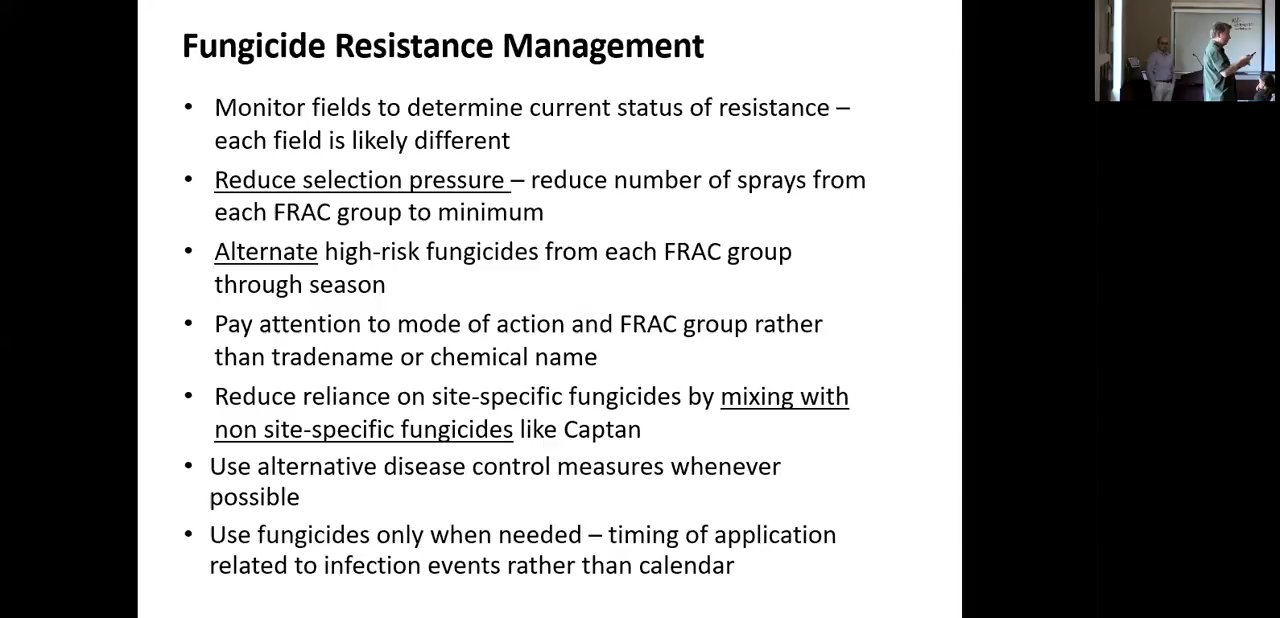 Fungicide Resistance Management
• Monitor fields to determine current status of resistance –
each field is likely different
• Reduce selection pressure – reduce number of sprays from
each FRAC group to minimum
• Alternate high-risk fungicides from each FRAC group
through season
• Pay attention to mode of action and FRAC group rather
than tradename or chemical name
• Reduce reliance on site-specific fungicides by mixing with
non site-specific fungicides like Captan
• Use alternative disease control measures whenever
possible
• Use fungicides only when needed – timing of application
related to infection events rather than calendar